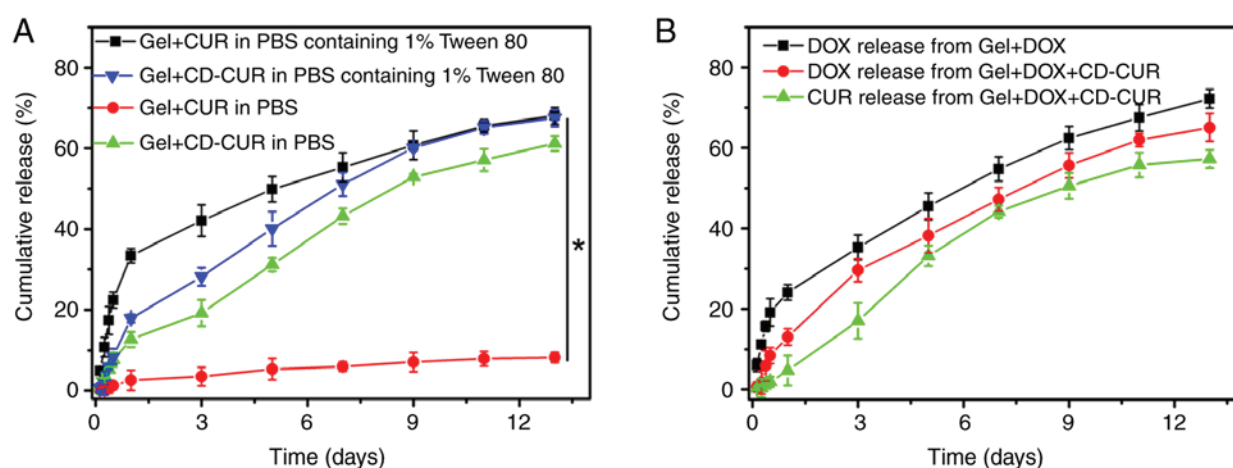 A
Gel+CUR in PBS containing 1% Tween 80
Gel+CD-CUR in PBS containing 1% Tween 80
Gel+CUR in PBS
Gel+CD-CUR in PBS
Cumulative release (%)
80
60
40
20
0
*
0 3 6 9 12
Time (days)
B
DOX release from Gel+DOX
DOX release from Gel+DOX+CD-CUR
CUR release from Gel+DOX+CD-CUR
Cumulative release (%)
80
60
40
20
0
0 3 6 9 12
Time (days)